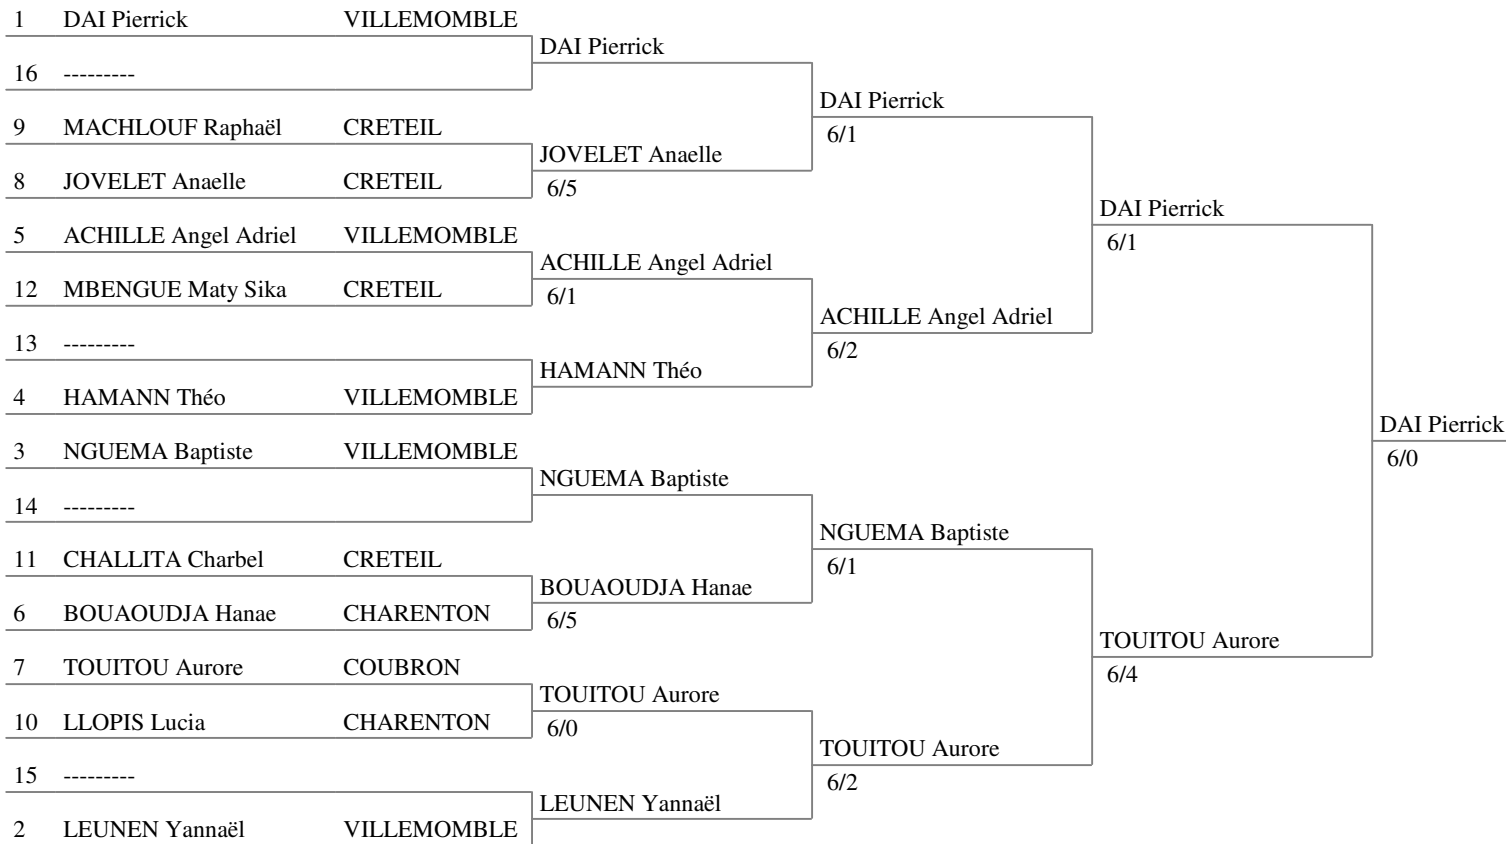 1 DAI Pierrick VILLEMOMBLE
DAI Pierrick
16 ---------
DAI Pierrick
9 MACHLOUF Raphaël CRETEIL
6/1
JOVELET Anaelle
8 JOVELET Anaelle CRETEIL
6/5
DAI Pierrick
5 ACHILLE Angel Adriel VILLEMOMBLE
6/1
ACHILLE Angel Adriel
12 MBENGUE Maty Sika CRETEIL
6/1
ACHILLE Angel Adriel
13 ---------
6/2
HAMANN Théo
4 HAMANN Théo VILLEMOMBLE
DAI Pierrick
3 NGUEMA Baptiste VILLEMOMBLE
6/0
NGUEMA Baptiste
14 ---------
NGUEMA Baptiste
11 CHALLITA Charbel CRETEIL
6/1
BOUAOUDJA Hanae
6 BOUAOUDJA Hanae CHARENTON
6/5
TOUITOU Aurore
7 TOUITOU Aurore COUBRON
6/4
TOUITOU Aurore
10 LLOPIS Lucia CHARENTON
6/0
TOUITOU Aurore
15 ---------
6/2
LEUNEN Yannaël
2 LEUNEN Yannaël VILLEMOMBLE